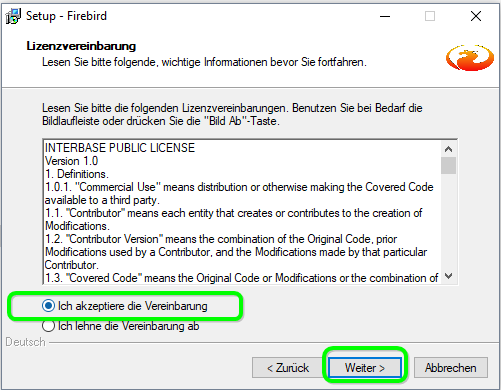 Setup - Firebird
Lizenzvereinbarung
Lesen Sie bitte folgende, wichtige Informationen bevor Sie fortfahren.
Lesen Sie bitte die folgenden Lizenzvereinbarungen. Benutzen Sie bei Bedarf die
Bildlaufleiste oder drücken Sie die "Bild Ab"-Taste.
INTERBASE PUBLIC LICENSE
Version 1.0
1. Definitions.
1.0.1. "Commercial Use" means distribution or otherwise making the Covered Code
available to a third party.
1.1. "Contributor" means each entity that creates or contributes to the creation of
Modifications.
1.2. "Contributor Version" means the combination of the Original Code, prior
Modifications used by a Contributor, and the Modifications made by that particular
Contributor.
1.3. "Covered Code" means the Original Code or Modifications or the combination of
Ich akzeptiere die Vereinbarung
Ich lehne die Vereinbarung ab
Deutsch
< Zurück
Weiter >
Abbrechen